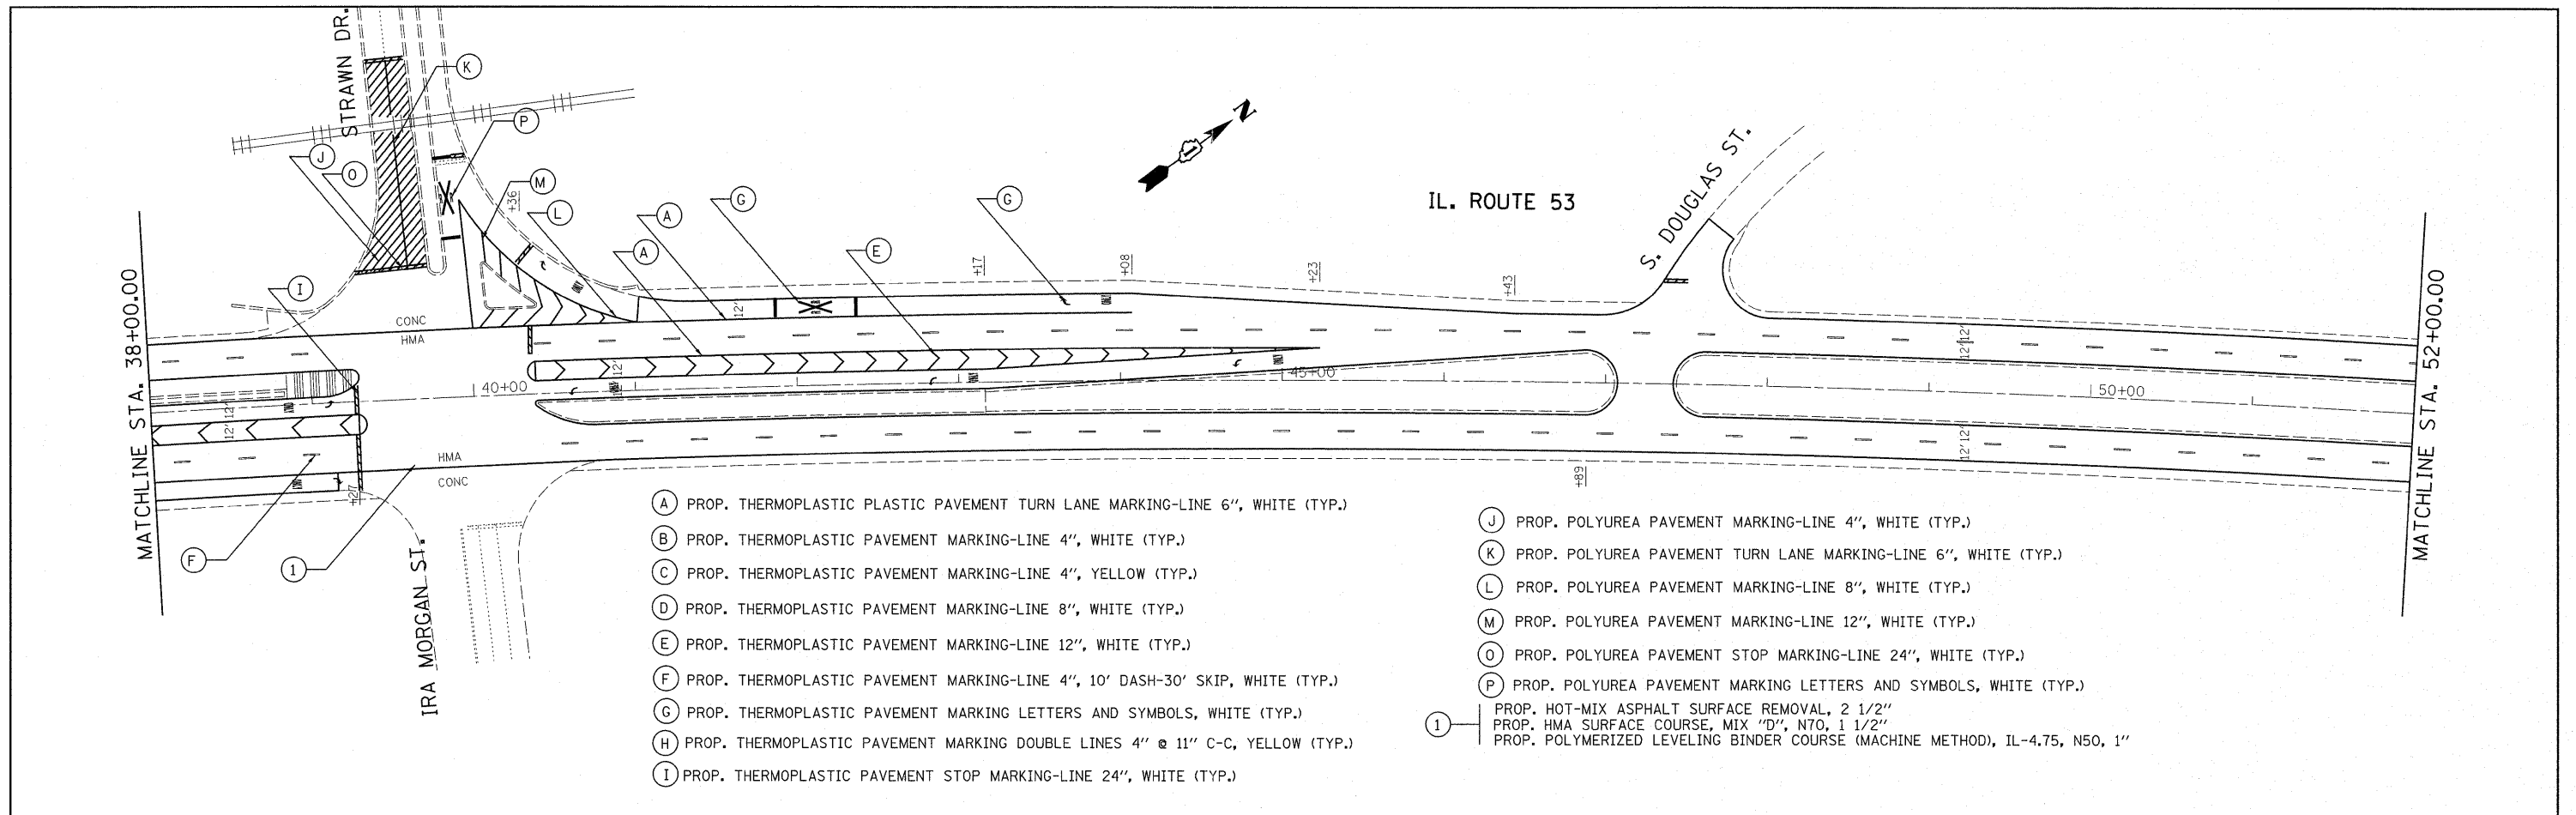 STRAWN DR.
K
P
J
O
M
+36
L
A
G
G
A
E
N
IL. ROUTE 53
S. DOUGLAS ST.
+17
+08
+23
+43
I
MATCHLINE STA. 38+00.00
MATCHLINE STA. 52+00.00
CONC
HMA
12'
12'
12' 12'
40+00
45+00
50+00
ONLY
12' 12'
HMA
CONC
12' 12'
+27
+89
F
1
IRA MORGAN ST.
A PROP. THERMOPLASTIC PLASTIC PAVEMENT TURN LANE MARKING-LINE 6", WHITE (TYP.)
B PROP. THERMOPLASTIC PAVEMENT MARKING-LINE 4", WHITE (TYP.)
C PROP. THERMOPLASTIC PAVEMENT MARKING-LINE 4", YELLOW (TYP.)
D PROP. THERMOPLASTIC PAVEMENT MARKING-LINE 8", WHITE (TYP.)
E PROP. THERMOPLASTIC PAVEMENT MARKING-LINE 12", WHITE (TYP.)
F PROP. THERMOPLASTIC PAVEMENT MARKING-LINE 4", 10' DASH-30' SKIP, WHITE (TYP.)
G PROP. THERMOPLASTIC PAVEMENT MARKING LETTERS AND SYMBOLS, WHITE (TYP.)
H PROP. THERMOPLASTIC PAVEMENT MARKING DOUBLE LINES 4" @ 11" C-C, YELLOW (TYP.)
I PROP. THERMOPLASTIC PAVEMENT STOP MARKING-LINE 24", WHITE (TYP.)
J PROP. POLYUREA PAVEMENT MARKING-LINE 4", WHITE (TYP.)
K PROP. POLYUREA PAVEMENT TURN LANE MARKING-LINE 6", WHITE (TYP.)
L PROP. POLYUREA PAVEMENT MARKING-LINE 8", WHITE (TYP.)
M PROP. POLYUREA PAVEMENT MARKING-LINE 12", WHITE (TYP.)
O PROP. POLYUREA PAVEMENT STOP MARKING-LINE 24", WHITE (TYP.)
P PROP. POLYUREA PAVEMENT MARKING LETTERS AND SYMBOLS, WHITE (TYP.)
PROP. HOT-MIX ASPHALT SURFACE REMOVAL, 2 1/2"
1 PROP. HMA SURFACE COURSE, MIX "D", N70, 1 1/2"
PROP. POLYMERIZED LEVELING BINDER COURSE (MACHINE METHOD), IL-4.75, N50, 1"